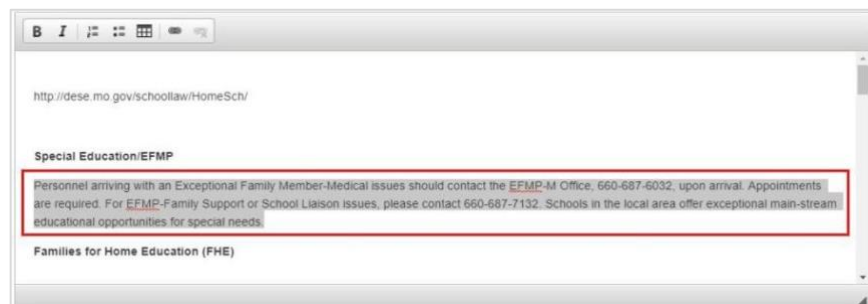 B I
http://dese.mo.gov/schoollaw/HomeSch/
Special Education/EFMP
Personnel arriving with an Exceptional Family Member-Medical issues should contact the EFMP-M Office, 660-687-6032, upon arrival. Appointments
are required. For EFMP-Family Support or School Liaison issues, please contact 660-687-7132. Schools in the local area offer exceptional main-stream
educational opportunities for special needs.
Families for Home Education (FHE)